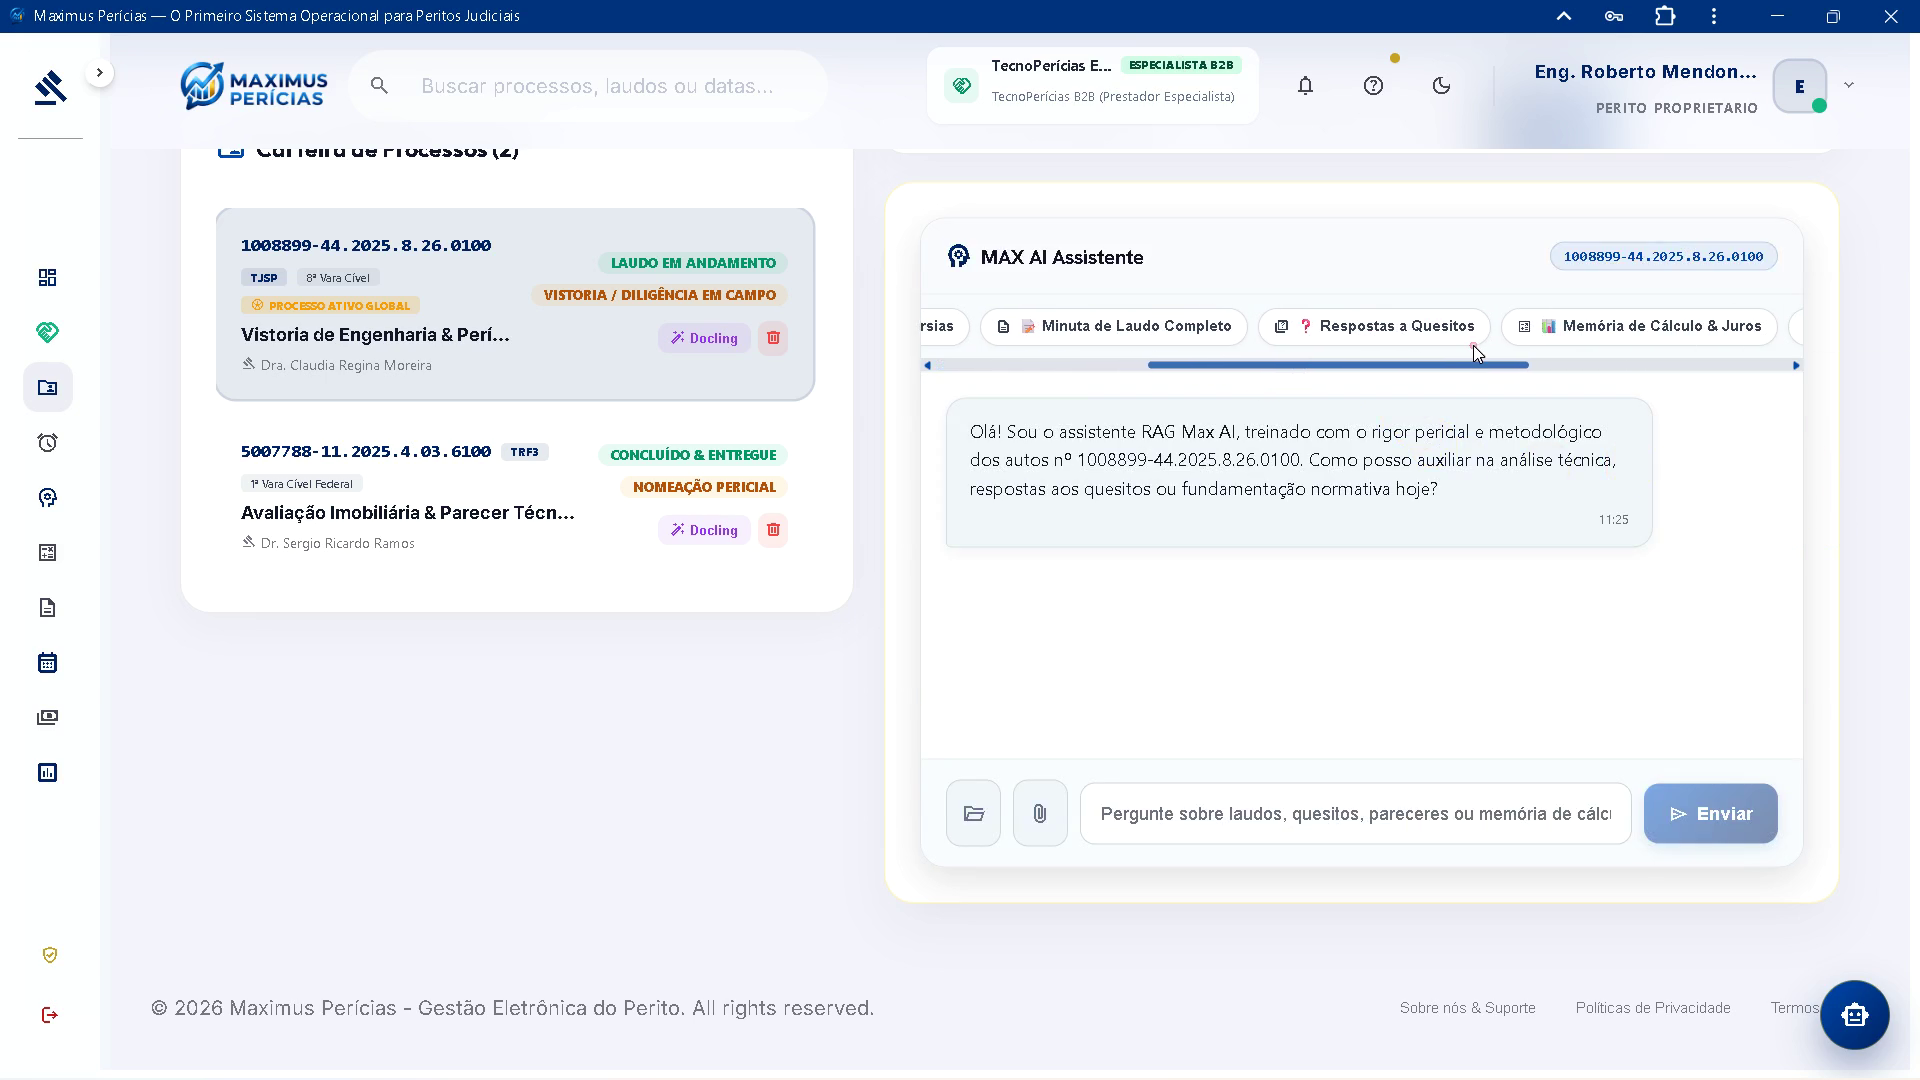 Maximus Perícias — O Primeiro Sistema Operacional para Peritos Judiciais
MAXIMUS
PERÍCIAS
Buscar processos, laudos ou datas...
TecnoPerícias E... ESPECIALISTA B2B
TecnoPerícias B2B (Prestador Especialista)
Eng. Roberto Mendon...
PERITO PROPRIETARIO
E
Carteira de Processos (2)
1008899-44.2025.8.26.0100
TJSP 8ª Vara Cível
PROCESSO ATIVO GLOBAL
LAUDO EM ANDAMENTO
VISTORIA / DILIGÊNCIA EM CAMPO
Vistoria de Engenharia & Perí...
Docling
Dra. Claudia Regina Moreira
5007788-11.2025.4.03.6100 TRF3
1ª Vara Cível Federal
CONCLUÍDO & ENTREGUE
NOMEAÇÃO PERICIAL
Avaliação Imobiliária & Parecer Técn...
Docling
Dr. Sergio Ricardo Ramos
MAX AI Assistente
1008899-44.2025.8.26.0100
rsias
Minuta de Laudo Completo
Respostas a Quesitos
Memória de Cálculo & Juros
Olá! Sou o assistente RAG Max AI, treinado com o rigor pericial e metodológico
dos autos nº 1008899-44.2025.8.26.0100. Como posso auxiliar na análise técnica,
respostas aos quesitos ou fundamentação normativa hoje?
11:25
Pergunte sobre laudos, quesitos, pareceres ou memória de cálc
Enviar
© 2026 Maximus Perícias - Gestão Eletrônica do Perito. All rights reserved.
Sobre nós & Suporte
Políticas de Privacidade
Termos